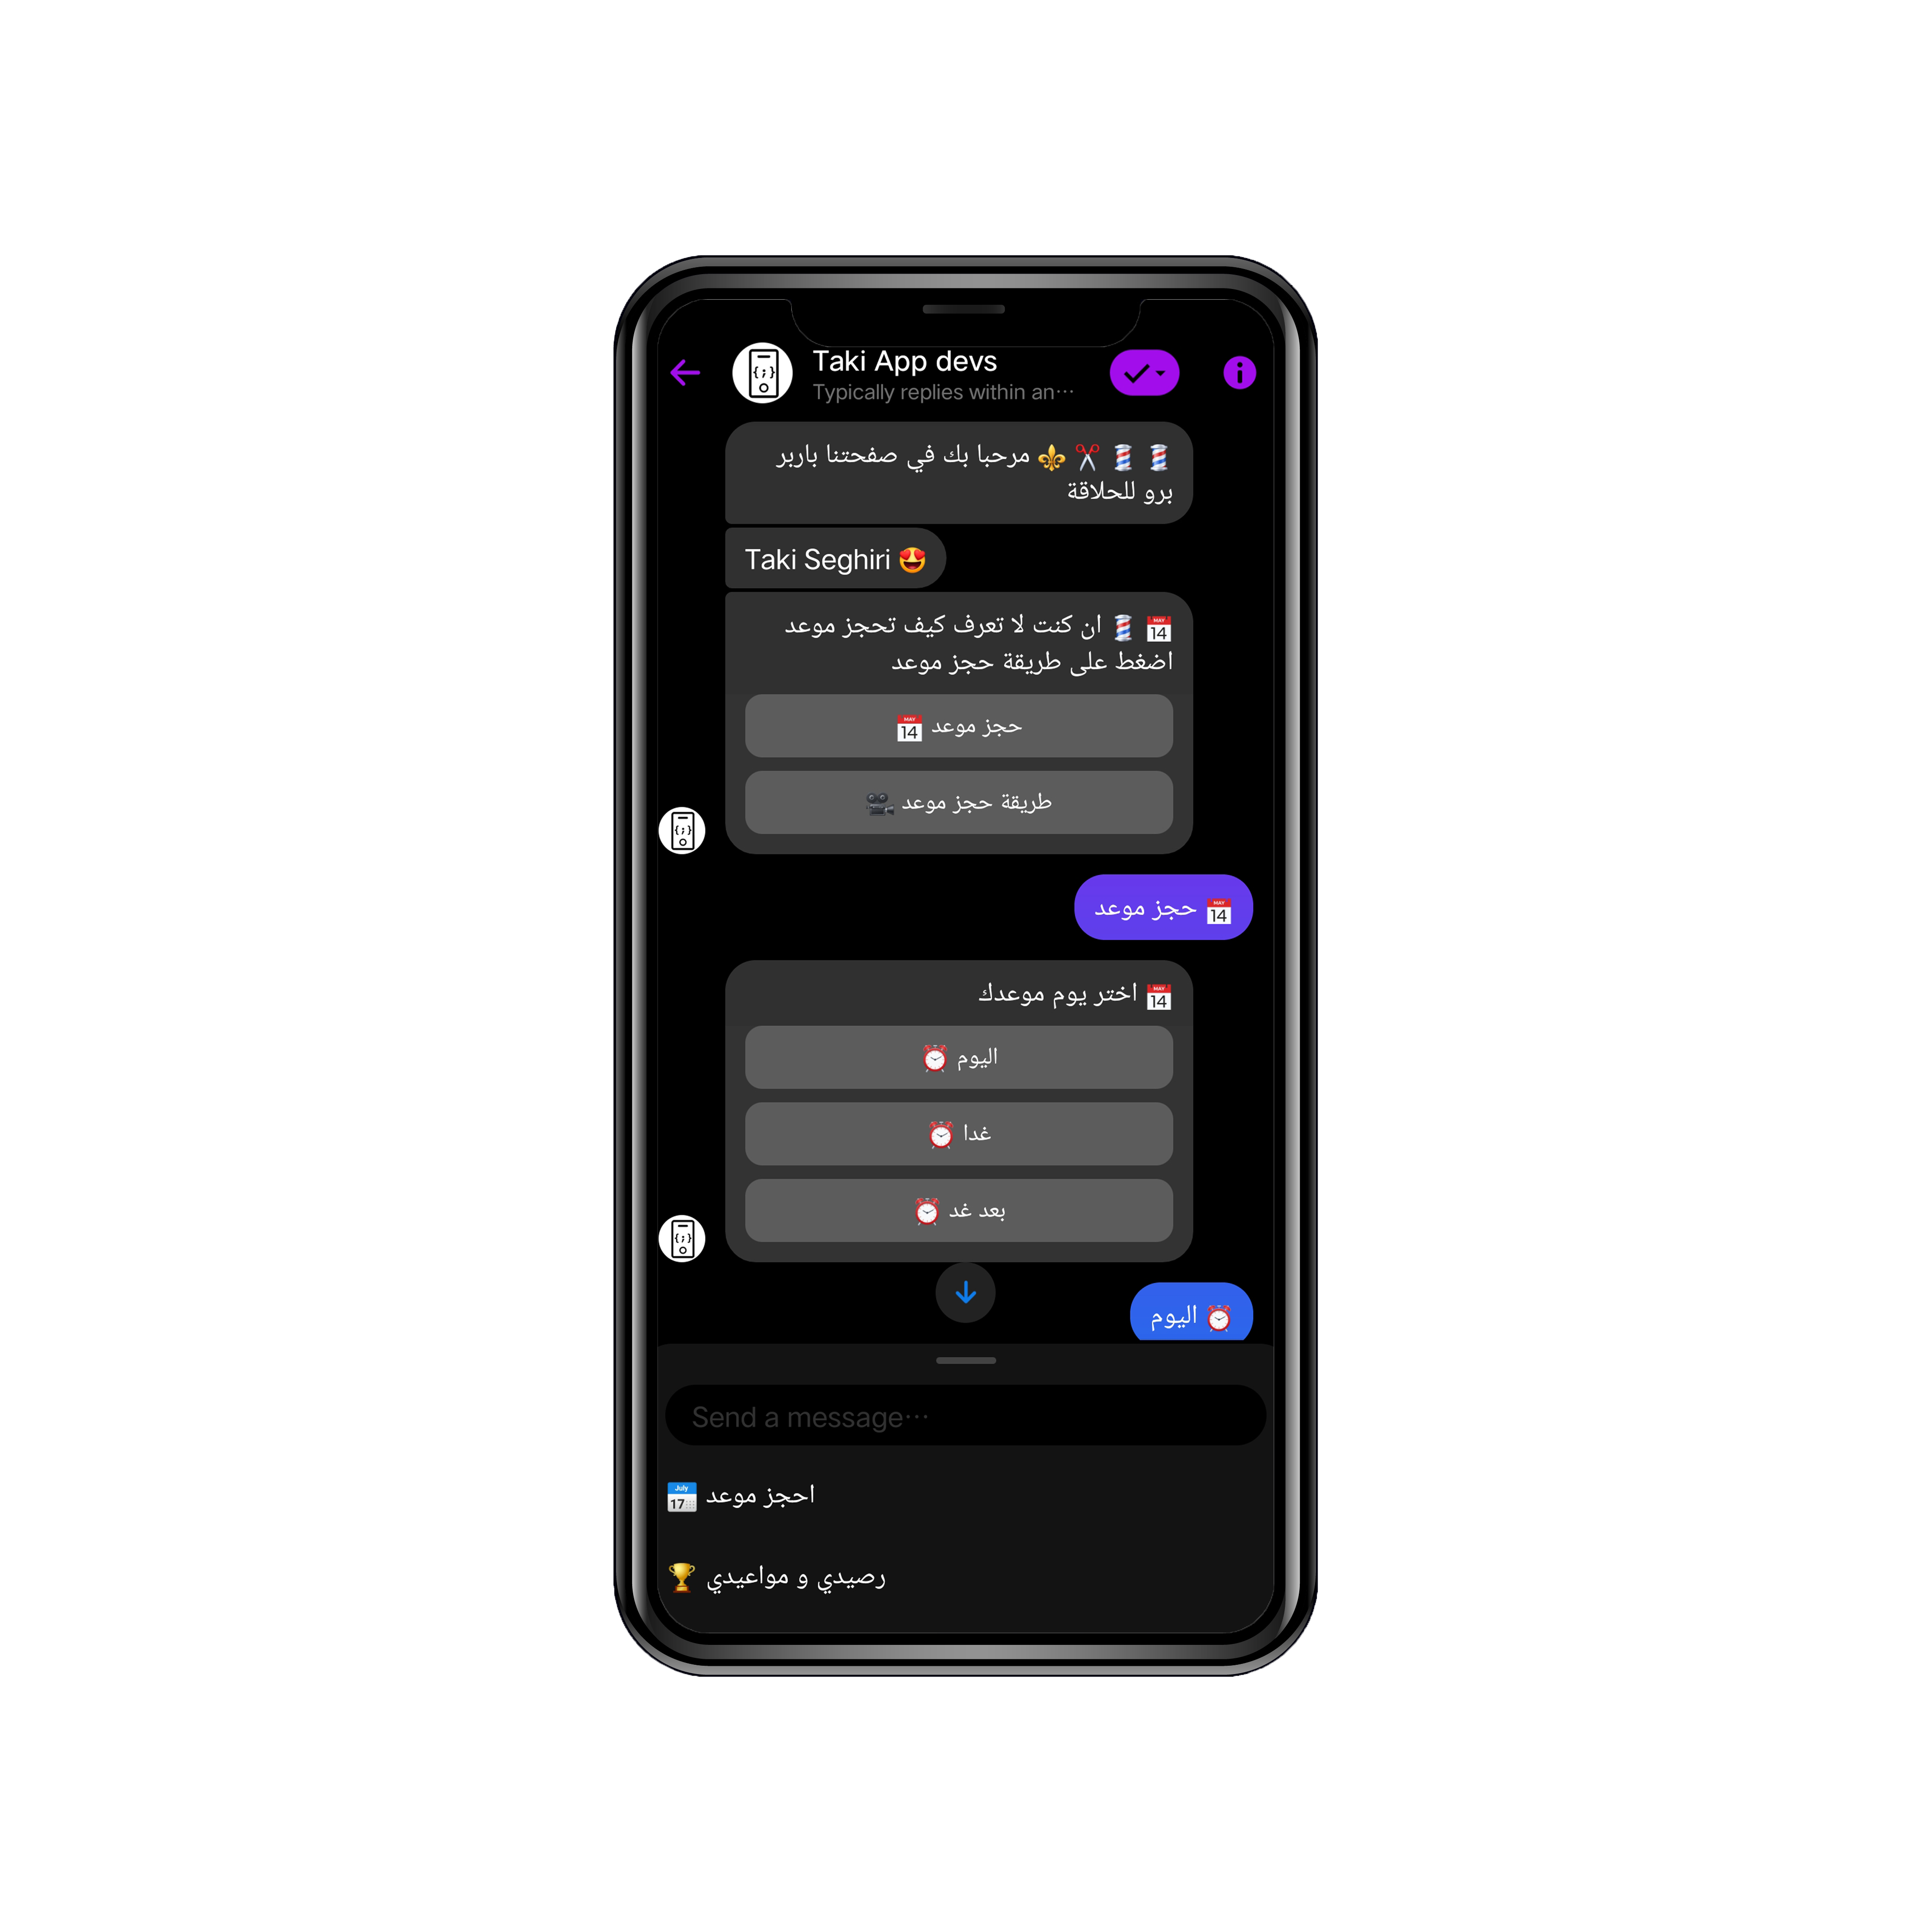 Taki App devs
Typically replies within an…
💈 💈 ✂️ ⚜️ مرحبا بك في صفحتنا باربر
برو للحلاقة
Taki Seghiri 😍
📅 💈 ان كنت لا تعرف كيف تحجز موعد
اضغط على طريقة حجز موعد
حجز موعد 📅
طريقة حجز موعد 🎥
📅 حجز موعد
📅 اختر يوم موعدك
اليوم ⏰
غدا ⏰
بعد غد ⏰
⏰ اليوم
Send a message…
احجز موعد 📅
رصيدي و مواعيدي 🏆